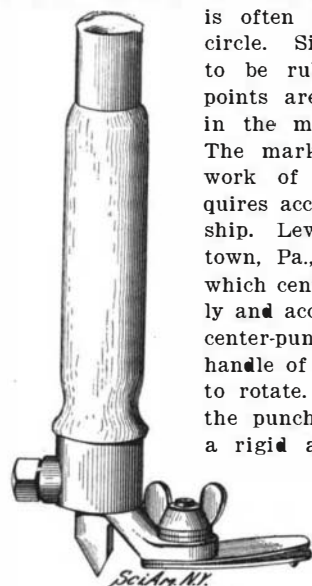 is often
circle. Si
to be ru
points are
in the m
The mark
work of
quires acc
ship. Lew
town, Pa.,
which cen
ly and acc
center-pun
handle of
to rotate.
the punch
a rigid a
Sci Am. N.Y.